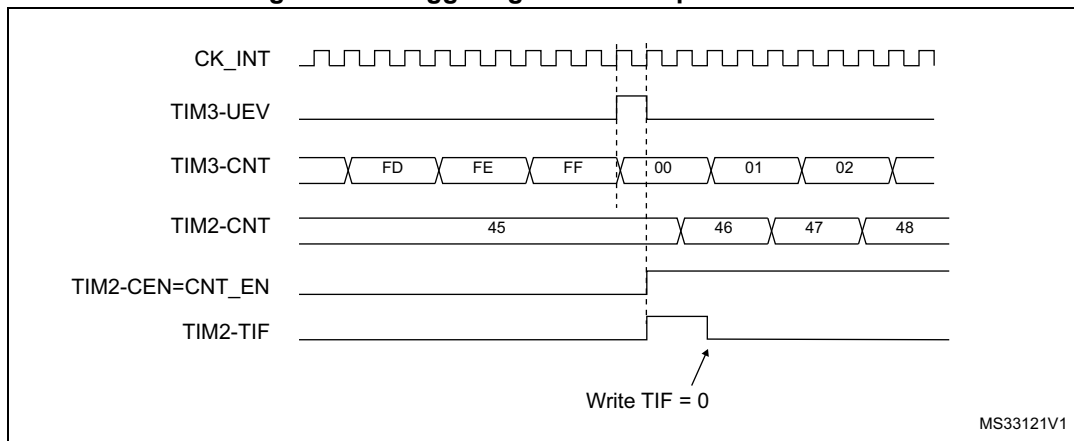 CK_INT
TIM3-UEV
TIM3-CNT FD FE FF 00 01 02
TIM2-CNT 45 46 47 48
TIM2-CEN=CNT_EN
TIM2-TIF
Write TIF = 0
MS33121V1